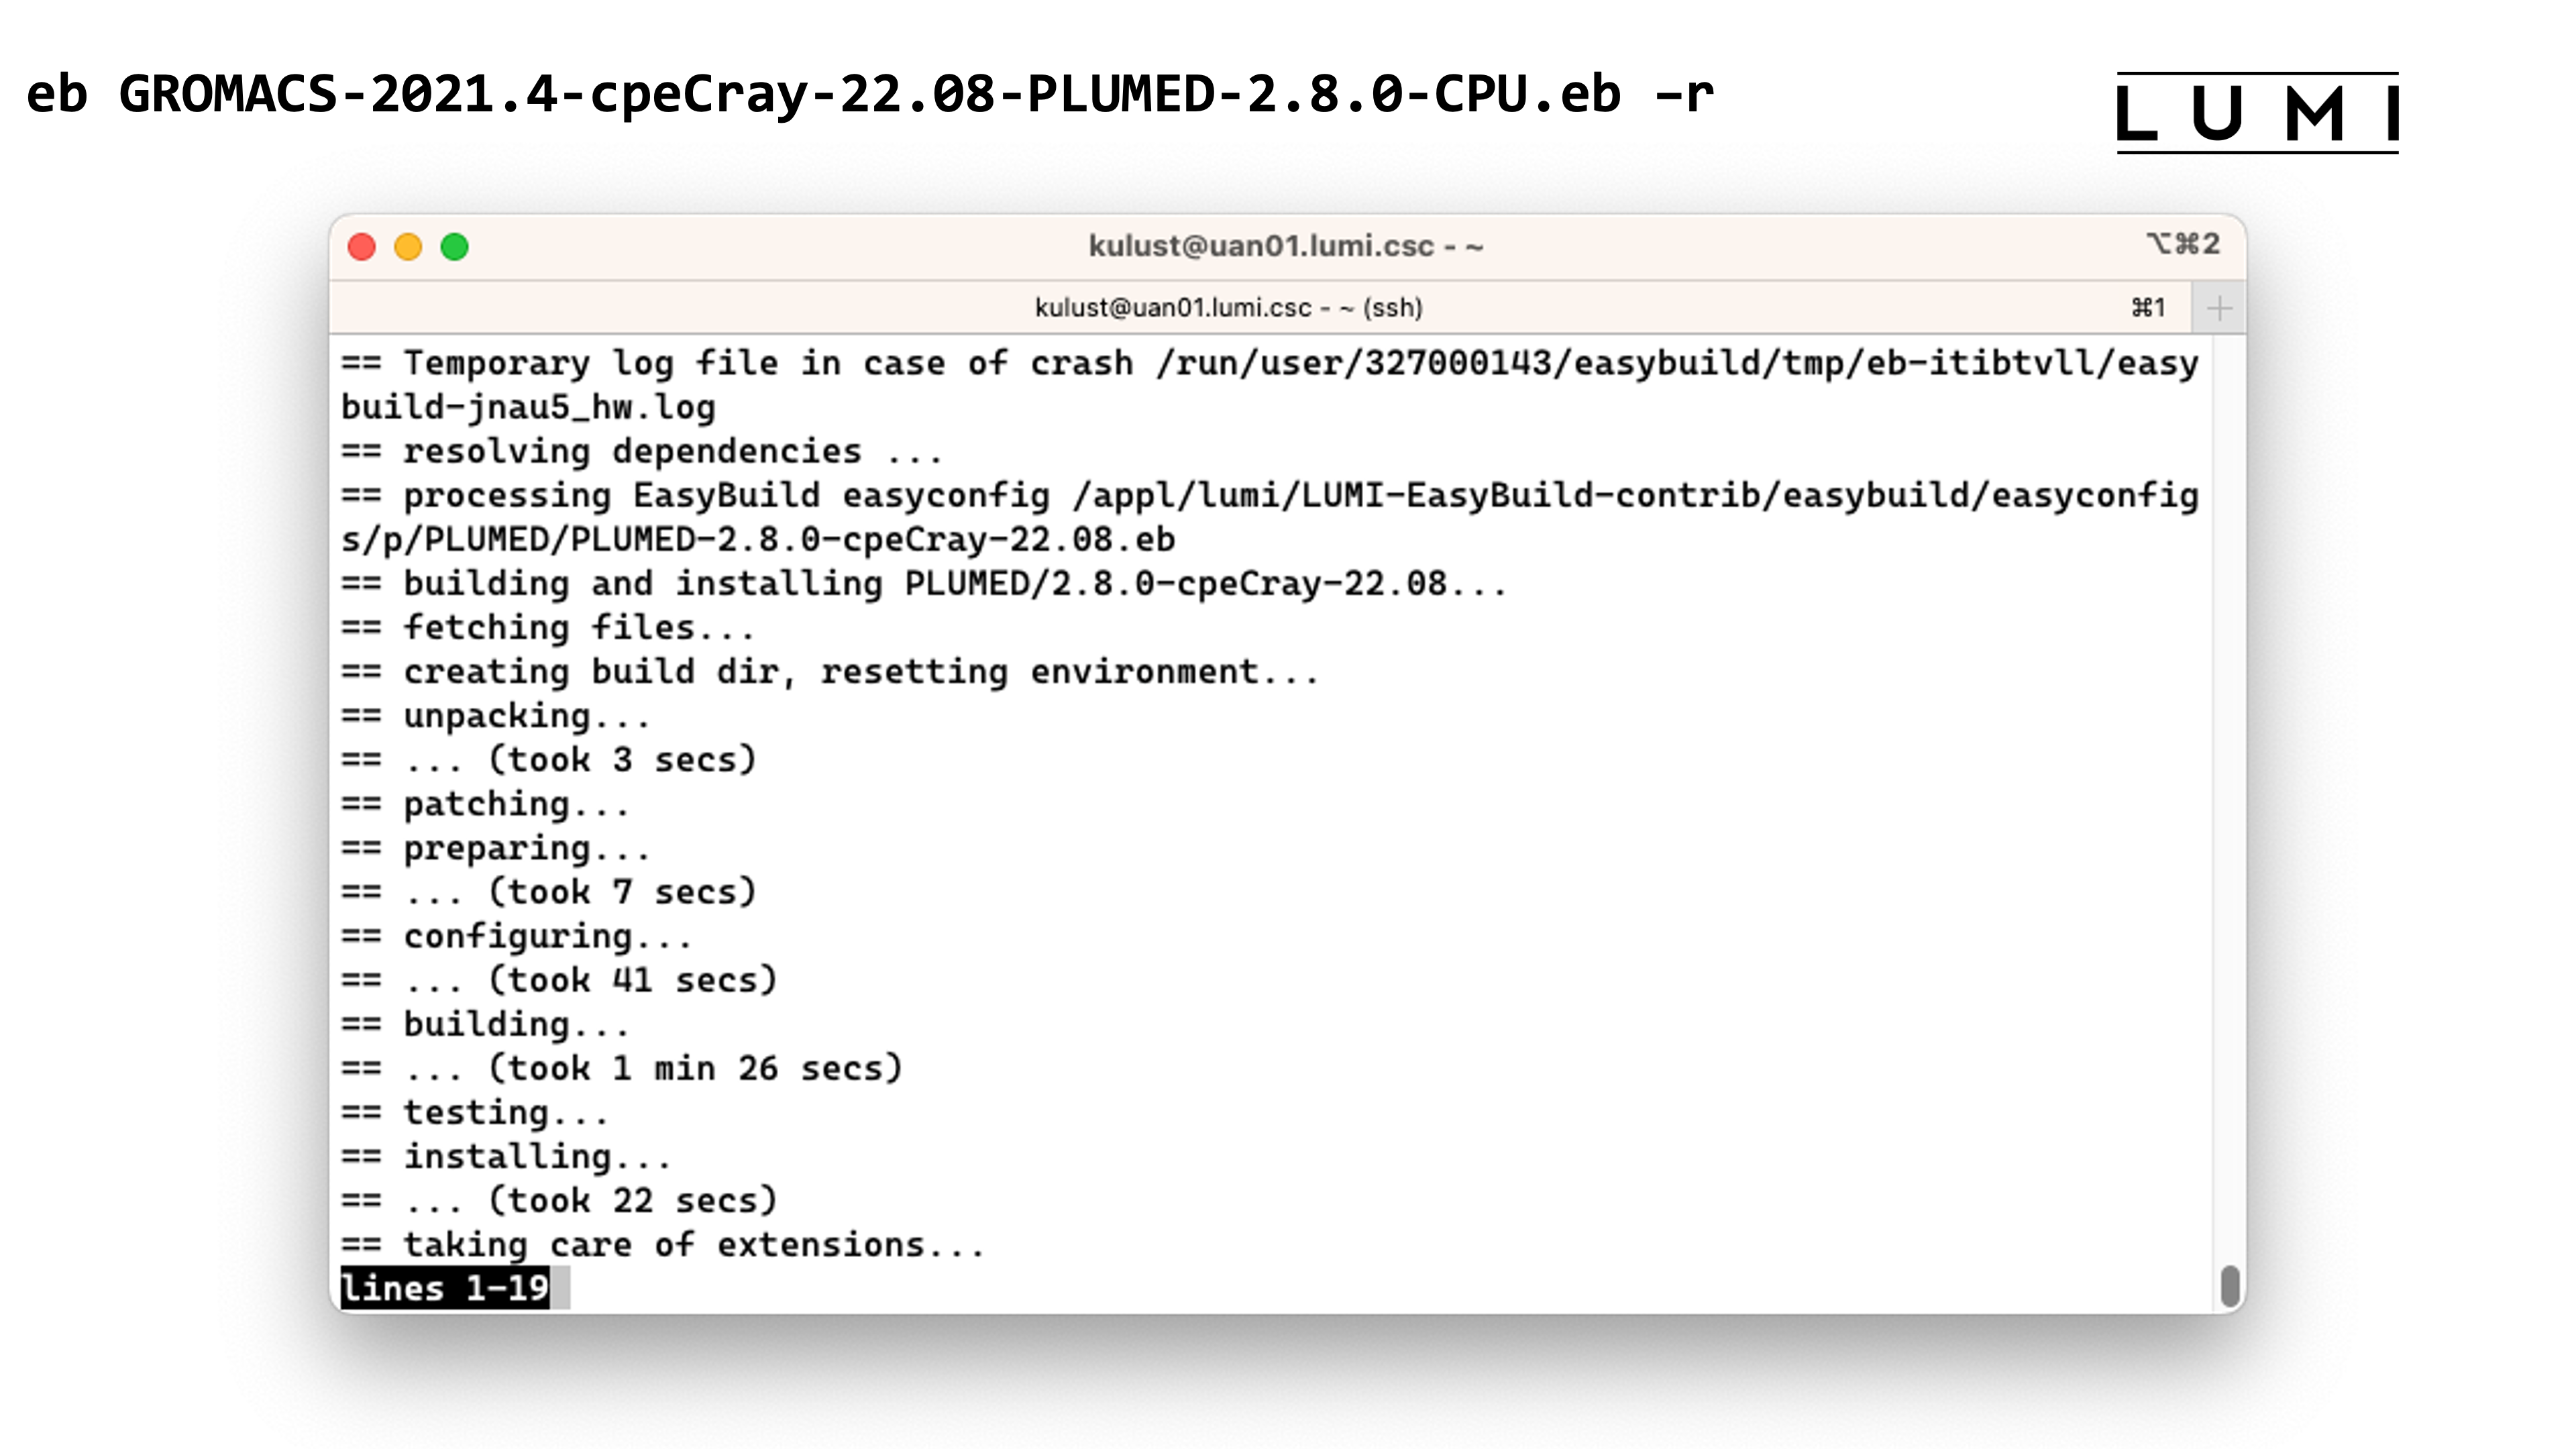 eb GROMACS-2021.4-cpeCray-22.08-PLUMED-2.8.0-CPU.eb –r
LUMI
kulust@uan01.lumi.csc - ~
⌥⌘2
kulust@uan01.lumi.csc - ~ (ssh)
⌘1
+
== Temporary log file in case of crash /run/user/327000143/easybuild/tmp/eb-itibtvll/easy
build-jnau5_hw.log
== resolving dependencies ...
== processing EasyBuild easyconfig /appl/lumi/LUMI-EasyBuild-contrib/easybuild/easyconfig
s/p/PLUMED/PLUMED-2.8.0-cpeCray-22.08.eb
== building and installing PLUMED/2.8.0-cpeCray-22.08...
== fetching files...
== creating build dir, resetting environment...
== unpacking...
== ... (took 3 secs)
== patching...
== preparing...
== ... (took 7 secs)
== configuring...
== ... (took 41 secs)
== building...
== ... (took 1 min 26 secs)
== testing...
== installing...
== ... (took 22 secs)
== taking care of extensions...
lines 1-19